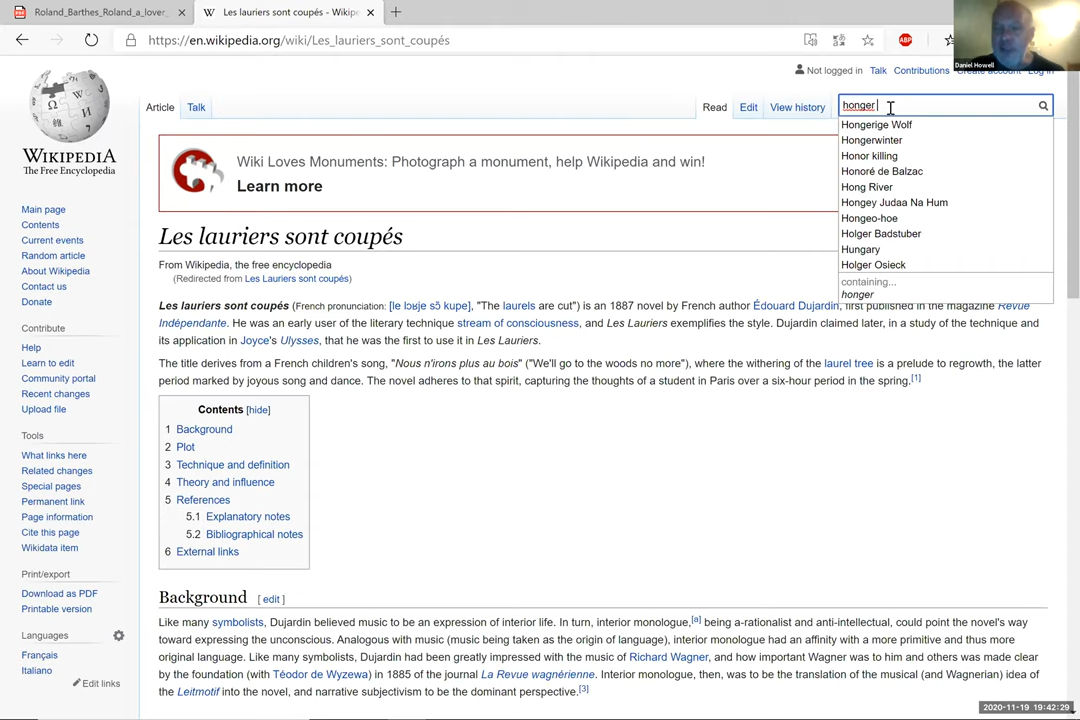 Roland_Barthes_Roland_a_lover_
Les lauriers sont coupés - Wikipe
https://en.wikipedia.org/wiki/Les_lauriers_sont_coupés
ABP
Daniel Howell
Not logged in Talk Contributions Create account Log in
Article Talk
Read Edit View history
honger
Hongerige Wolf
Hongerwinter
Honor killing
Honoré de Balzac
Hong River
Hongey Judaa Na Hum
Hongeo-hoe
Holger Badstuber
Hungary
Holger Osieck
containing...
honger
WIKIPEDIA
The Free Encyclopedia
Main page
Contents
Current events
Random article
About Wikipedia
Contact us
Donate
Contribute
Help
Learn to edit
Community portal
Recent changes
Upload file
Tools
What links here
Related changes
Special pages
Permanent link
Page information
Cite this page
Wikidata item
Print/export
Download as PDF
Printable version
Languages
Français
Italiano
Edit links
Wiki Loves Monuments: Photograph a monument, help Wikipedia and win!
Learn more
Les lauriers sont coupés
From Wikipedia, the free encyclopedia
(Redirected from Les Lauriers sont coupés)
Les lauriers sont coupés (French pronunciation: [le loʁje sɔ̃ kupe], "The laurels are cut") is an 1887 novel by French author Édouard Dujardin, first published in the magazine Revue
Indépendante. He was an early user of the literary technique stream of consciousness, and Les Lauriers exemplifies the style. Dujardin claimed later, in a study of the technique and
its application in Joyce's Ulysses, that he was the first to use it in Les Lauriers.
The title derives from a French children's song, "Nous n'irons plus au bois" ("We'll go to the woods no more"), where the withering of the laurel tree is a prelude to regrowth, the latter
period marked by joyous song and dance. The novel adheres to that spirit, capturing the thoughts of a student in Paris over a six-hour period in the spring.[1]
Contents [hide]
1 Background
2 Plot
3 Technique and definition
4 Theory and influence
5 References
5.1 Explanatory notes
5.2 Bibliographical notes
6 External links
Background [ edit ]
Like many symbolists, Dujardin believed music to be an expression of interior life. In turn, interior monologue,[a] being a-rationalist and anti-intellectual, could point the novel's way
toward expressing the unconscious. Analogous with music (music being taken as the origin of language), interior monologue had an affinity with a more primitive and thus more
original language. Like many symbolists, Dujardin had been greatly impressed with the music of Richard Wagner, and how important Wagner was to him and others was made clear
by the foundation (with Téodor de Wyzewa) in 1885 of the journal La Revue wagnérienne. Interior monologue, then, was to be the translation of the musical (and Wagnerian) idea of
the Leitmotif into the novel, and narrative subjectivism to be the dominant perspective.[3]
2020-11-19 19:42:29